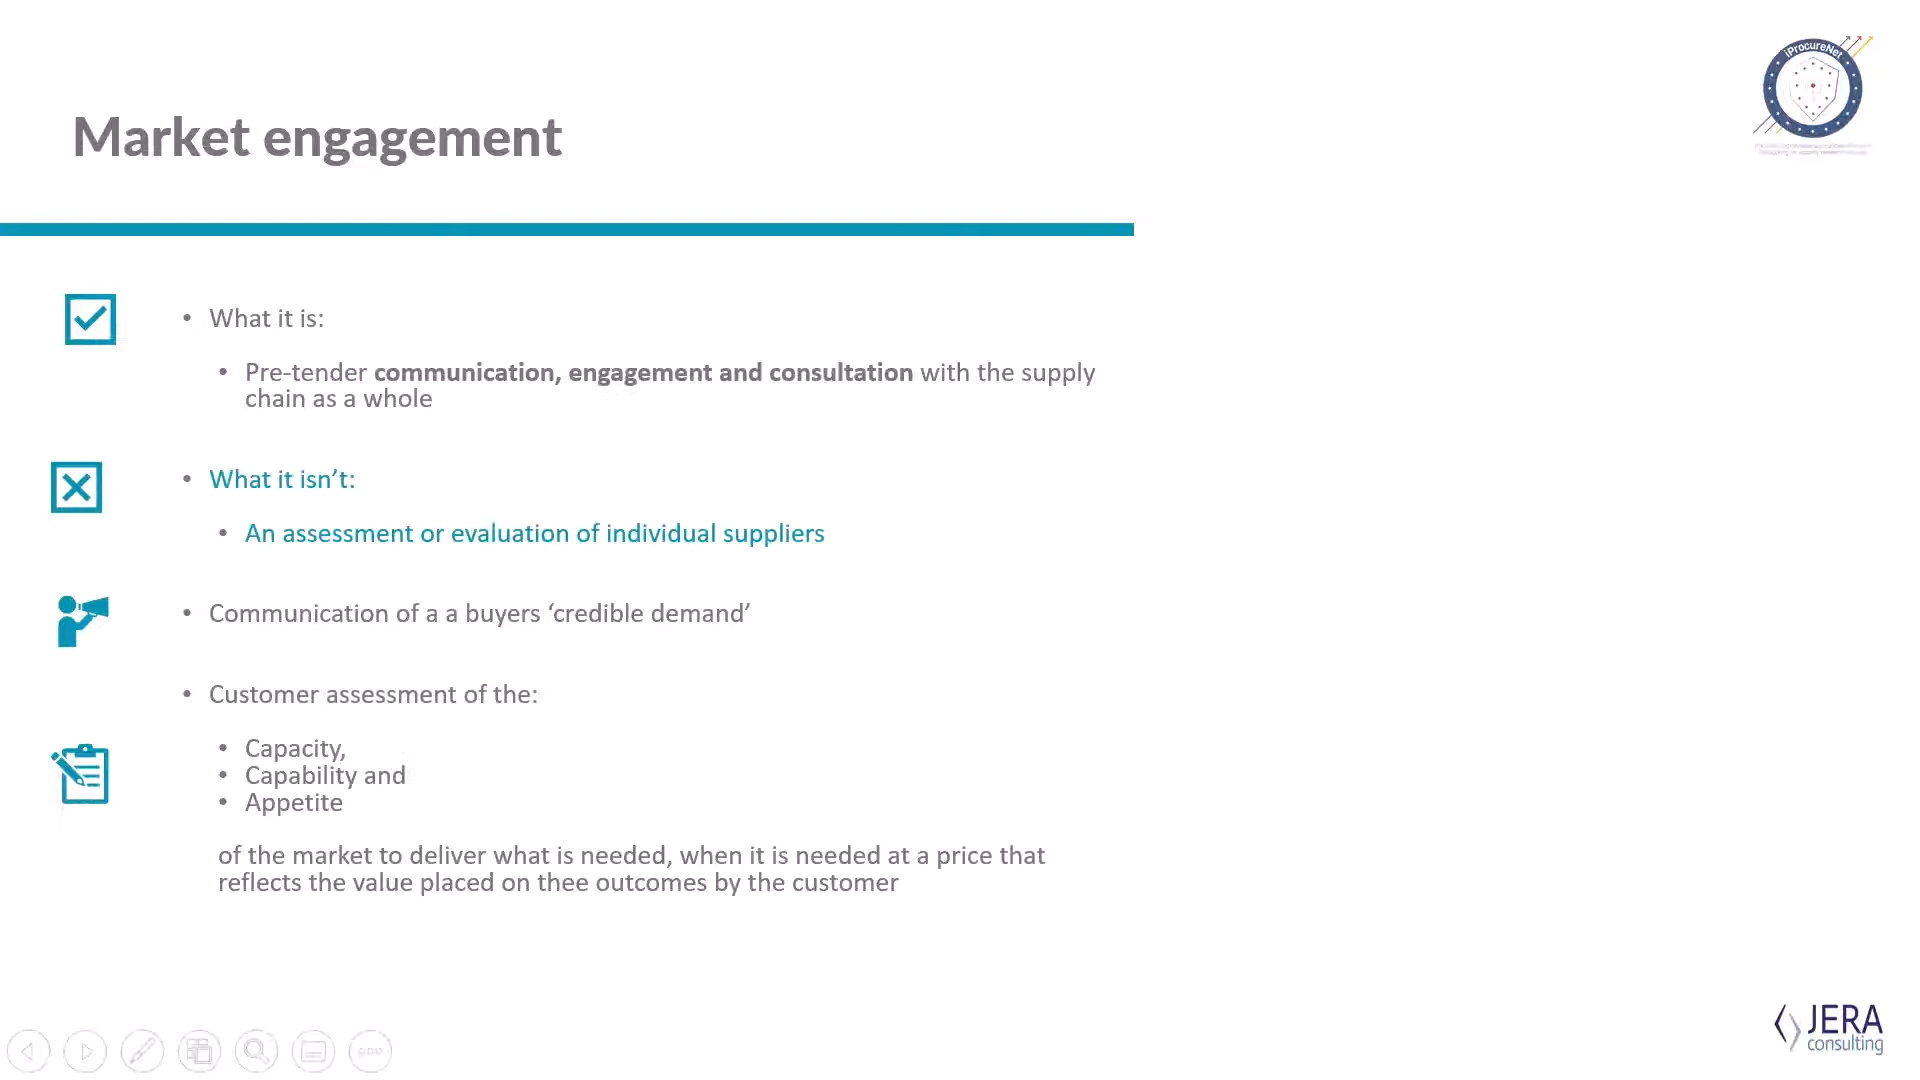 iProcureNet
Market engagement
• What it is:
• Pre-tender communication, engagement and consultation with the supply
chain as a whole
• What it isn’t:
• An assessment or evaluation of individual suppliers
• Communication of a a buyers ‘credible demand’
• Customer assessment of the:
• Capacity,
• Capability and
• Appetite
of the market to deliver what is needed, when it is needed at a price that
reflects the value placed on thee outcomes by the customer
JERA
consulting